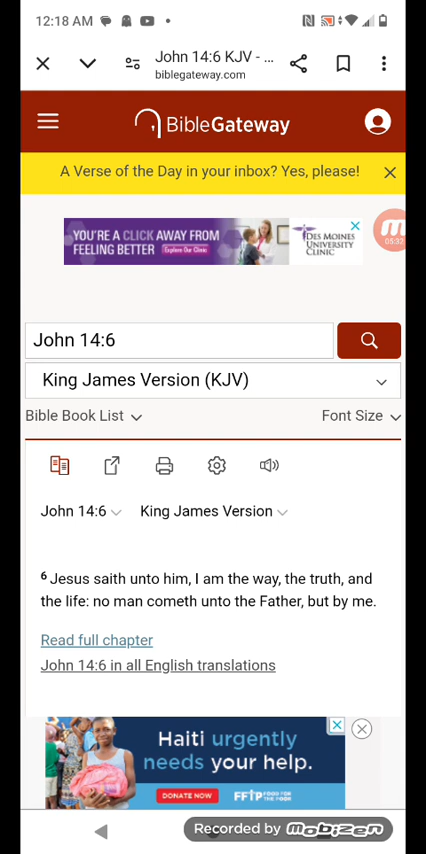 12:18 AM
John 14:6 KJV - ...
biblegateway.com
BibleGateway
A Verse of the Day in your inbox? Yes, please!
YOU'RE A CLICK AWAY FROM
FEELING BETTER Explore Our Clinic
DES MOINES
UNIVERSITY
CLINIC
05:32
John 14:6
King James Version (KJV)
Bible Book List
Font Size
John 14:6 King James Version
6 Jesus saith unto him, I am the way, the truth, and
the life: no man cometh unto the Father, but by me.
Read full chapter
John 14:6 in all English translations
Haiti urgently
needs your help.
DONATE NOW FFTP FOOD FOR THE POOR
Recorded by mobizen